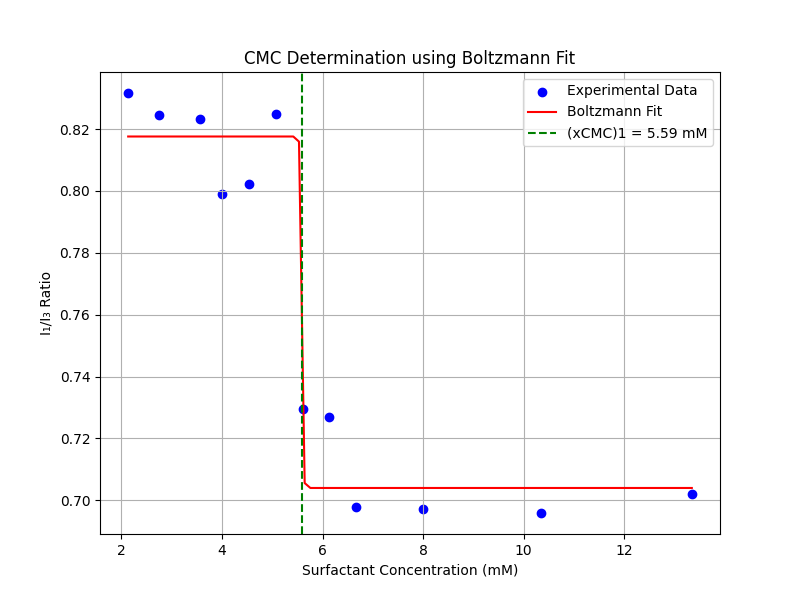 CMC Determination using Boltzmann Fit
Experimental Data
Boltzmann Fit
(xCMC)1 = 5.59 mM
I₁/I₃ Ratio
0.82
0.80
0.78
0.76
0.74
0.72
0.70
2 4 6 8 10 12
Surfactant Concentration (mM)